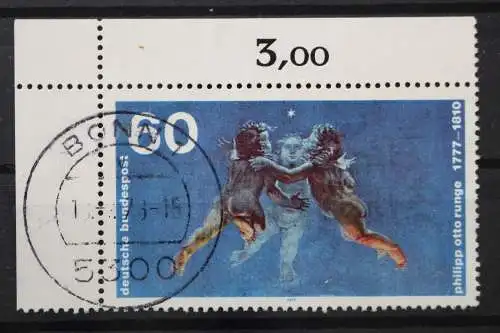 3,00
60
deutsche bundespost
philipp otto runge 1777–1810
BONN
5300